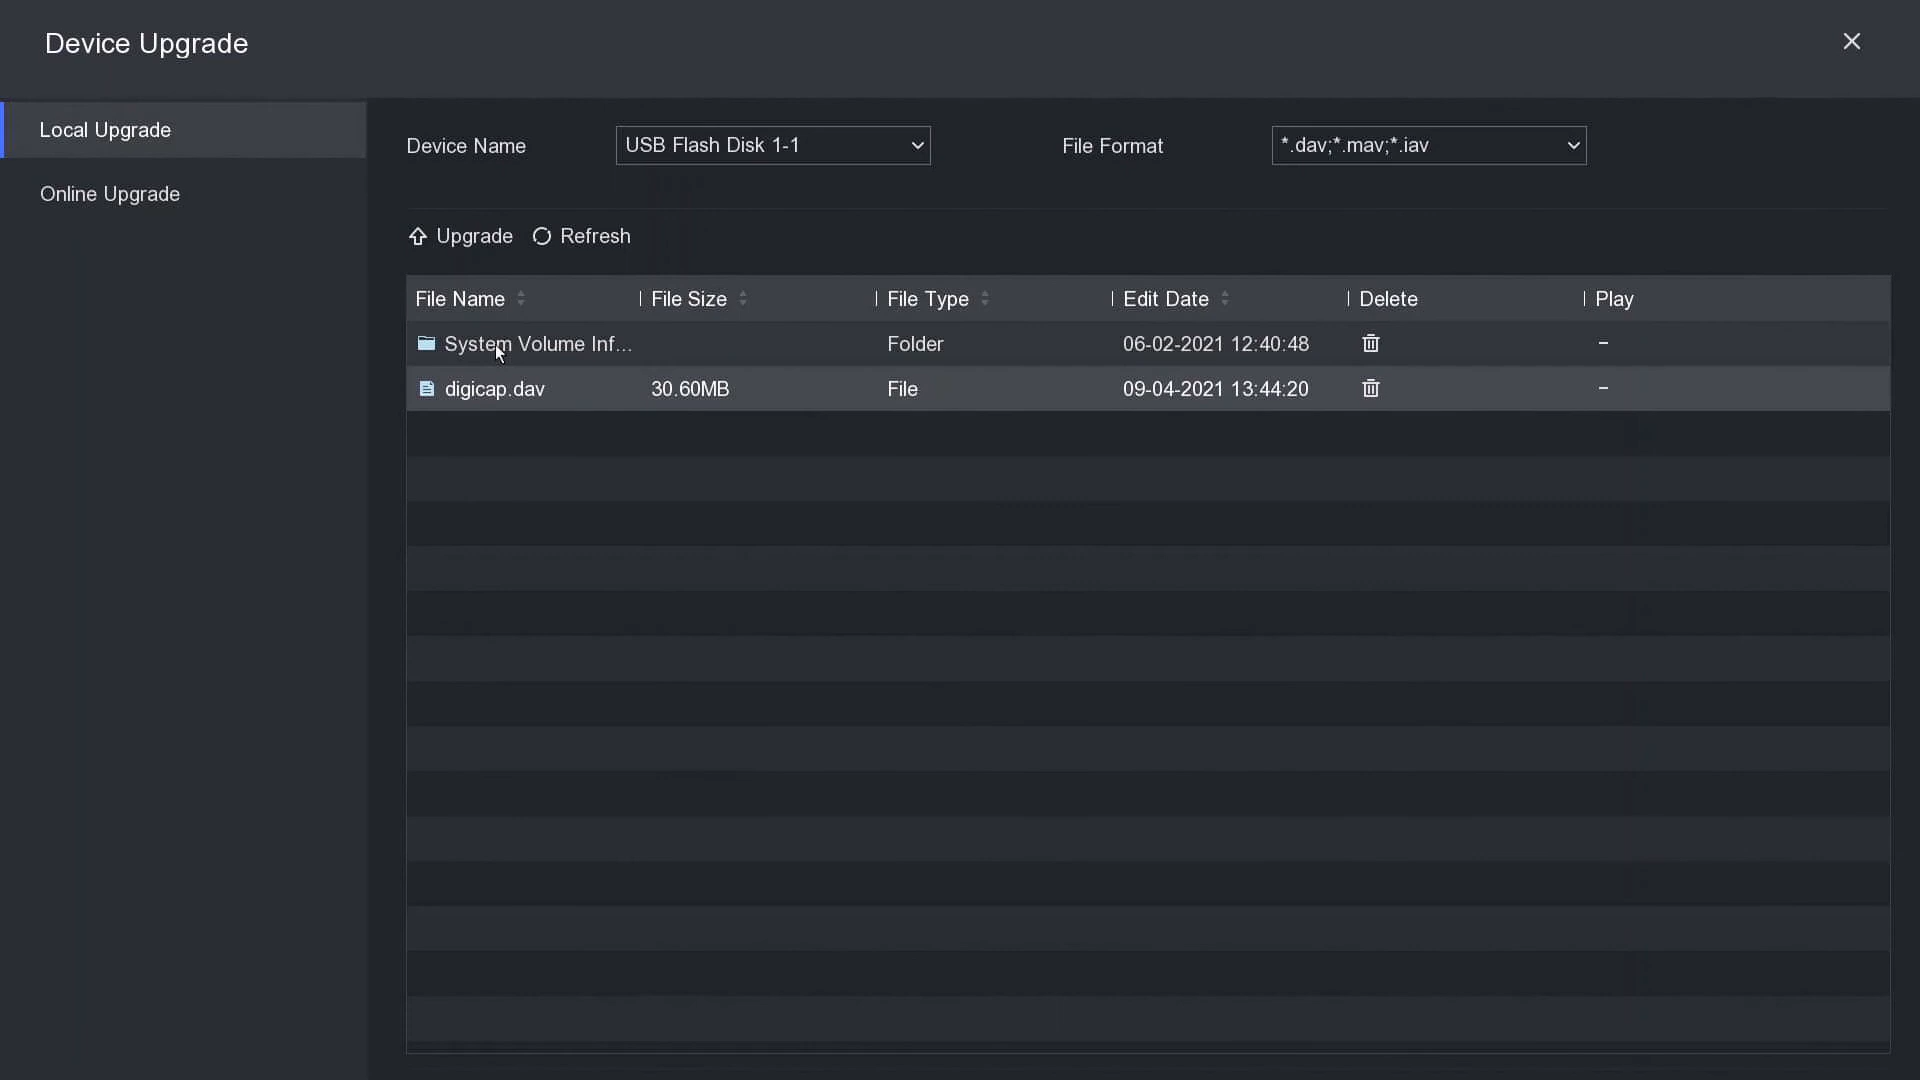 Device Upgrade
Local Upgrade
Online Upgrade
Device Name USB Flash Disk 1-1 File Format *.dav;*.mav;*.iav
Upgrade Refresh
File Name | File Size | File Type | Edit Date | Delete | Play
System Volume Inf... Folder 06-02-2021 12:40:48 –
digicap.dav 30.60MB File 09-04-2021 13:44:20 –